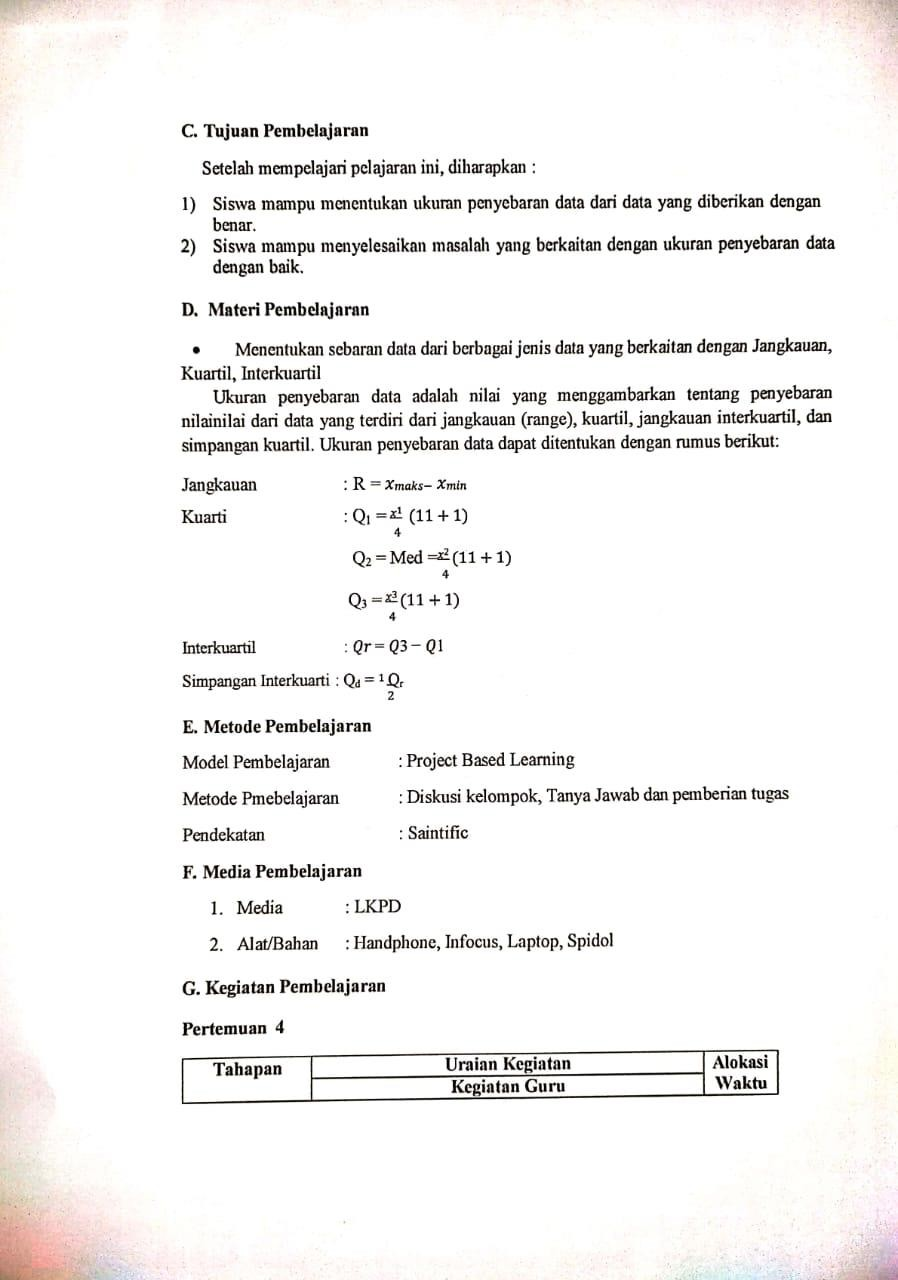 C. Tujuan Pembelajaran
Setelah mempelajari pelajaran ini, diharapkan :
1) Siswa mampu menentukan ukuran penyebaran data dari data yang diberikan dengan
benar.
2) Siswa mampu menyelesaikan masalah yang berkaitan dengan ukuran penyebaran data
dengan baik.
D. Materi Pembelajaran
• Menentukan sebaran data dari berbagai jenis data yang berkaitan dengan Jangkauan,
Kuartil, Interkuartil
Ukuran penyebaran data adalah nilai yang menggambarkan tentang penyebaran
nilainilai dari data yang terdiri dari jangkauan (range), kuartil, jangkauan interkuartil, dan
simpangan kuartil. Ukuran penyebaran data dapat ditentukan dengan rumus berikut:
Jangkauan : R = xmaks– xmin
Kuarti : Q1 = x1 (11 + 1)
4
Q2 = Med = x2 (11 + 1)
4
Q3 = x3 (11 + 1)
4
Interkuartil : Qr = Q3 – Q1
Simpangan Interkuarti : Qd = 1 Qr
2
E. Metode Pembelajaran
Model Pembelajaran : Project Based Learning
Metode Pmebelajaran : Diskusi kelompok, Tanya Jawab dan pemberian tugas
Pendekatan : Saintific
F. Media Pembelajaran
1. Media : LKPD
2. Alat/Bahan : Handphone, Infocus, Laptop, Spidol
G. Kegiatan Pembelajaran
Pertemuan 4
Tahapan Uraian Kegiatan Alokasi
Kegiatan Guru Waktu